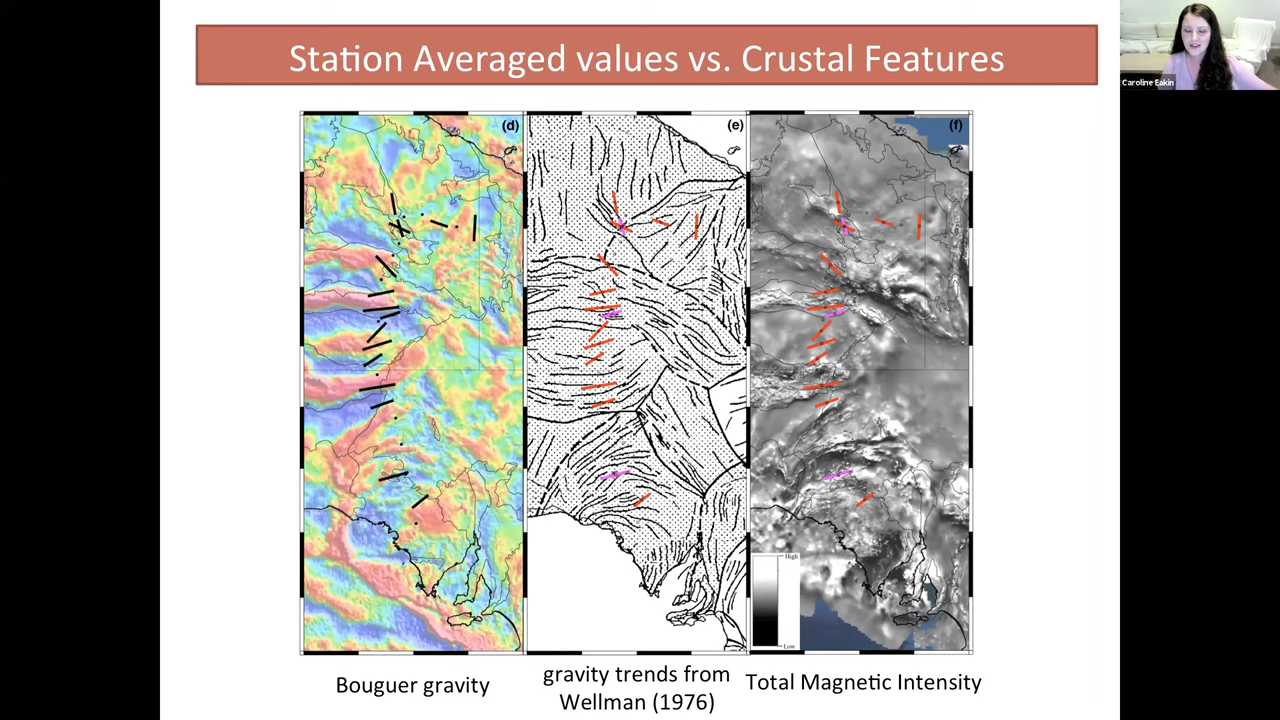 Station Averaged values vs. Crustal Features
Caroline Eakin
(d)
(e)
(f)
High
Low
Bouguer gravity
gravity trends from
Wellman (1976)
Total Magnetic Intensity